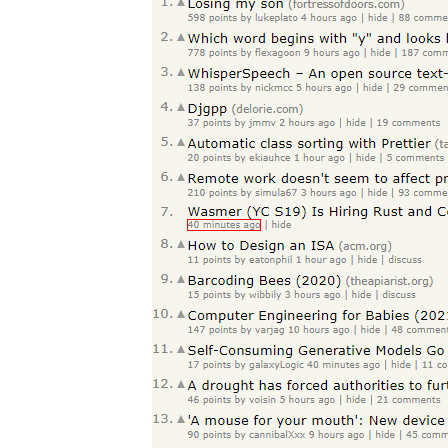 1. Losing my son (fortressofdoors.com)
598 points by lukeplato 4 hours ago | hide | 88 comme
2. Which word begins with "y" and looks l
778 points by flexagoon 9 hours ago | hide | 187 comm
3. WhisperSpeech – An open source text-
138 points by nickmcc 5 hours ago | hide | 29 commen
4. Djgpp (delorie.com)
37 points by jmmv 2 hours ago | hide | 19 comments
5. Automatic class sorting with Prettier (ta
20 points by ekiauhce 1 hour ago | hide | 5 comments
6. Remote work doesn't seem to affect pr
210 points by simula67 3 hours ago | hide | 93 comme
7. Wasmer (YC S19) Is Hiring Rust and C
40 minutes ago | hide
8. How to Design an ISA (acm.org)
11 points by eatonphil 1 hour ago | hide | discuss
9. Barcoding Bees (2020) (theapiarist.org)
15 points by wibbily 3 hours ago | hide | discuss
10. Computer Engineering for Babies (202
147 points by varjag 10 hours ago | hide | 48 commen
11. Self-Consuming Generative Models Go
17 points by galaxyLogic 40 minutes ago | hide | 11 co
12. A drought has forced authorities to fur
46 points by voisin 5 hours ago | hide | 21 comments
13. 'A mouse for your mouth': New device
90 points by cannibalXxx 9 hours ago | hide | 45 comm